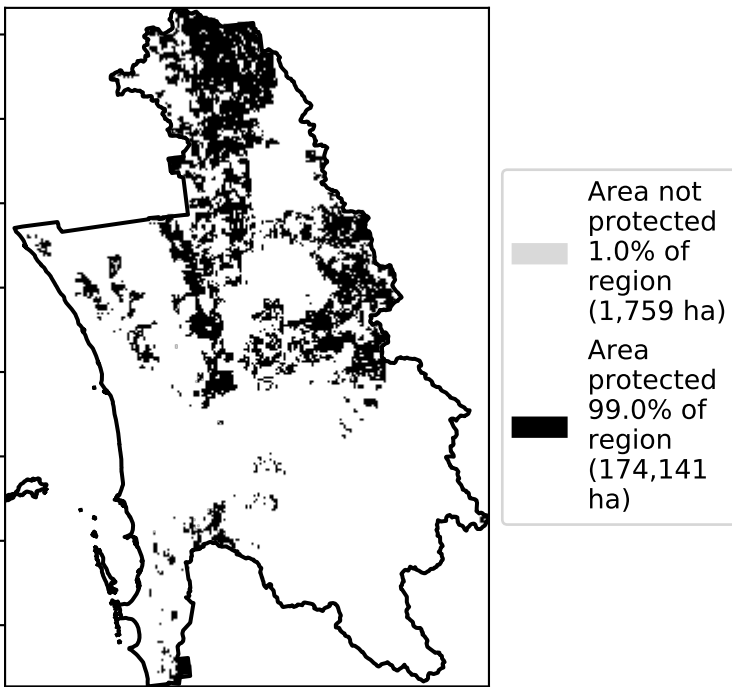 Area not
protected
1.0% of
region
(1,759 ha)
Area
protected
99.0% of
region
(174,141
ha)